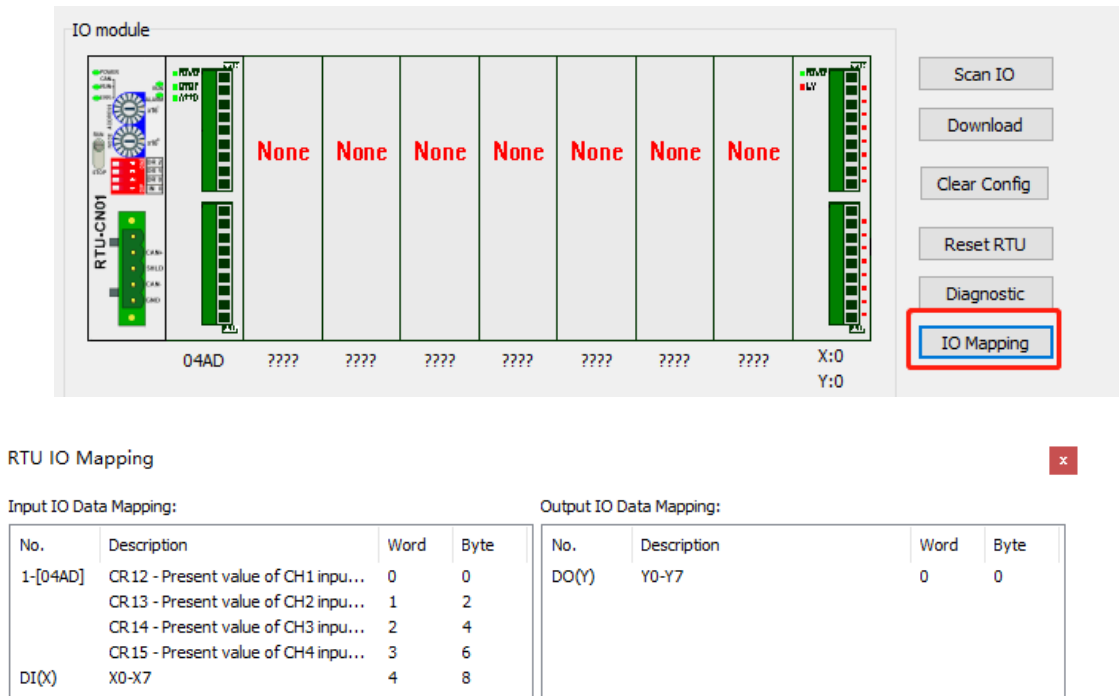 IO module
Scan IO
Download
Clear Config
Reset RTU
Diagnostic
IO Mapping
RTU-CN01
None None None None None None None
04AD ???? ???? ???? ???? ???? ???? ???? X:0
Y:0
RTU IO Mapping
x
Input IO Data Mapping: Output IO Data Mapping:
No. Description Word Byte No. Description Word Byte
1-[04AD] CR12 - Present value of CH1 inpu... 0 0 DO(Y) Y0-Y7 0 0
CR13 - Present value of CH2 inpu... 1 2
CR14 - Present value of CH3 inpu... 2 4
CR15 - Present value of CH4 inpu... 3 6
DI(X) X0-X7 4 8